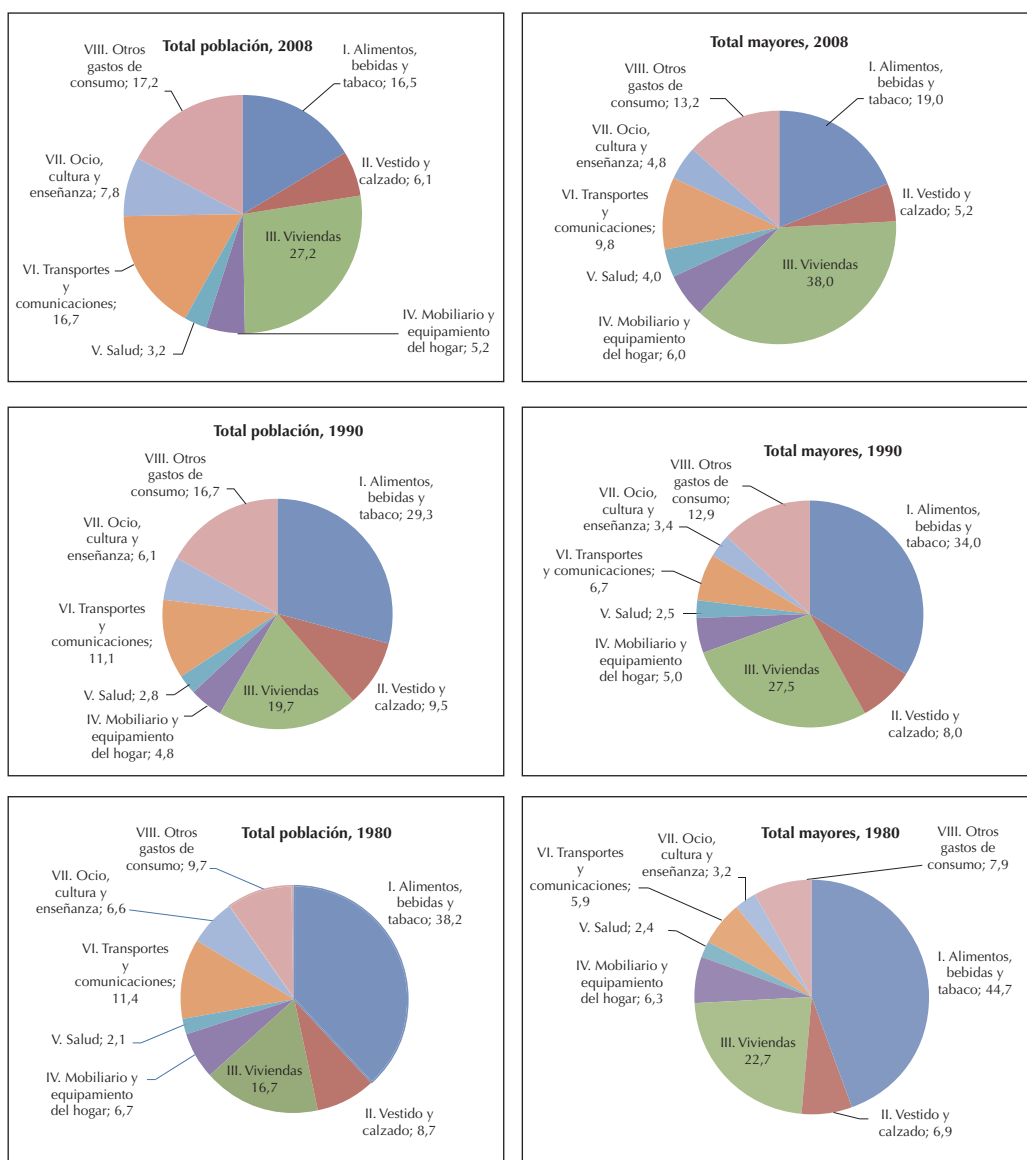 Total población, 2008
VIII. Otros
gastos de
consumo; 17,2
I. Alimentos,
bebidas y
tabaco; 16,5
VII. Ocio,
cultura y
enseñanza; 7,8
II. Vestido y
calzado; 6,1
III. Viviendas
27,2
VI. Transportes
y
comunicaciones;
16,7
V. Salud; 3,2
IV. Mobiliario y
equipamiento
del hogar; 5,2
Total mayores, 2008
VIII. Otros
gastos de
consumo; 13,2
I. Alimentos,
bebidas y
tabaco; 19,0
VII. Ocio,
cultura y
enseñanza;
4,8
VI. Transportes
y
comunicaciones;
9,8
II. Vestido y
calzado; 5,2
III. Viviendas
38,0
V. Salud; 4,0
IV. Mobiliario y
equipamiento
del hogar; 6,0
Total población, 1990
VIII. Otros
gastos de
consumo; 16,7
I. Alimentos,
bebidas y
tabaco; 29,3
VII. Ocio,
cultura y
enseñanza;
6,1
VI. Transportes
y
comunicaciones;
11,1
V. Salud; 2,8
III. Viviendas
19,7
II. Vestido y
calzado; 9,5
IV. Mobiliario y
equipamiento
del hogar; 4,8
Total mayores, 1990
VIII. Otros
gastos de
consumo;
12,9
VII. Ocio,
cultura y
enseñanza; 3,4
I. Alimentos,
bebidas y
tabaco; 34,0
VI. Transportes
y comunicaciones;
6,7
V. Salud; 2,5
IV. Mobiliario y
equipamiento
del hogar;
5,0
III. Viviendas
27,5
II. Vestido y
calzado; 8,0
Total población, 1980
VIII. Otros
gastos de
consumo; 9,7
VII. Ocio,
cultura y
enseñanza; 6,6
I. Alimentos,
bebidas y
tabaco; 38,2
VI. Transportes
y
comunicaciones;
11,4
V. Salud; 2,1
IV. Mobiliario y
equipamiento
del hogar; 6,7
III. Viviendas
16,7
II. Vestido y
calzado; 8,7
Total mayores, 1980
VIII. Otros
gastos de
consumo; 7,9
VII. Ocio,
cultura y
enseñanza; 3,2
VI. Transportes
y
comunicaciones;
5,9
V. Salud; 2,4
IV. Mobiliario y
equipamiento
del hogar; 6,3
I. Alimentos,
bebidas y
tabaco; 44,7
III. Viviendas
22,7
II. Vestido y
calzado; 6,9